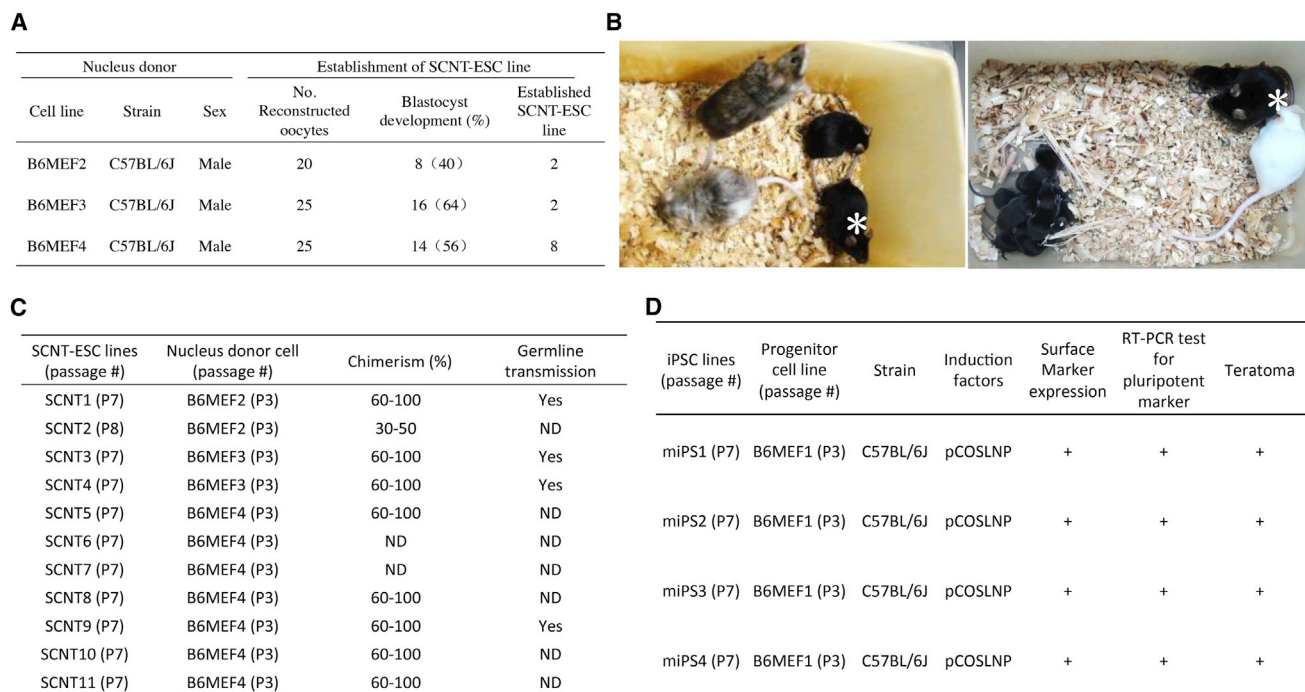 A
Nucleus donor Establishment of SCNT-ESC line
Cell line Strain Sex No. Reconstructed oocytes Blastocyst development (%) Established SCNT-ESC line
B6MEF2 C57BL/6J Male 20 8（40） 2
B6MEF3 C57BL/6J Male 25 16（64） 2
B6MEF4 C57BL/6J Male 25 14（56） 8
B
*
*
C
SCNT-ESC lines (passage #) Nucleus donor cell (passage #) Chimerism (%) Germline transmission
SCNT1 (P7) B6MEF2 (P3) 60-100 Yes
SCNT2 (P8) B6MEF2 (P3) 30-50 ND
SCNT3 (P7) B6MEF3 (P3) 60-100 Yes
SCNT4 (P7) B6MEF3 (P3) 60-100 Yes
SCNT5 (P7) B6MEF4 (P3) 60-100 ND
SCNT6 (P7) B6MEF4 (P3) ND ND
SCNT7 (P7) B6MEF4 (P3) ND ND
SCNT8 (P7) B6MEF4 (P3) 60-100 ND
SCNT9 (P7) B6MEF4 (P3) 60-100 Yes
SCNT10 (P7) B6MEF4 (P3) 60-100 ND
SCNT11 (P7) B6MEF4 (P3) 60-100 ND
D
iPSC lines (passage #) Progenitor cell line (passage #) Strain Induction factors Surface Marker expression RT-PCR test for pluripotent marker Teratoma
miPS1 (P7) B6MEF1 (P3) C57BL/6J pCOSLNP + + +
miPS2 (P7) B6MEF1 (P3) C57BL/6J pCOSLNP + + +
miPS3 (P7) B6MEF1 (P3) C57BL/6J pCOSLNP + + +
miPS4 (P7) B6MEF1 (P3) C57BL/6J pCOSLNP + + +